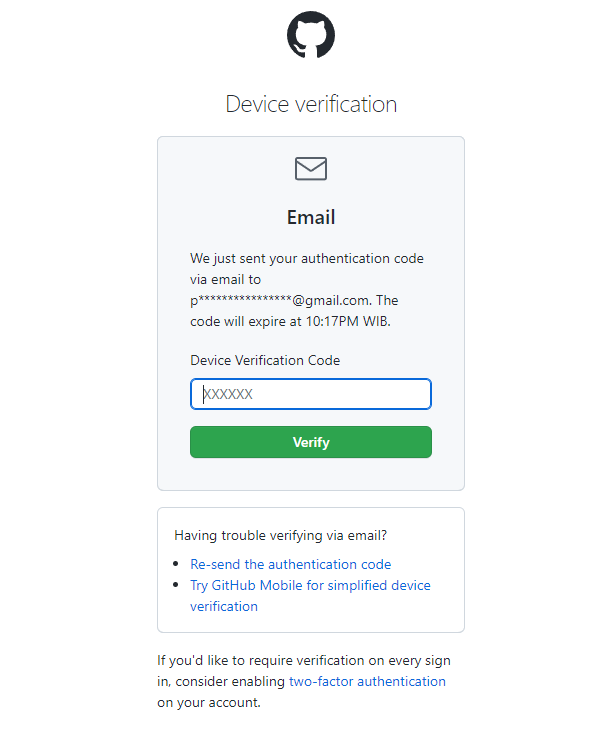 Device verification
Email
We just sent your authentication code
via email to
p****************@gmail.com. The
code will expire at 10:17PM WIB.
Device Verification Code
XXXXXX
Verify
Having trouble verifying via email?
Re-send the authentication code
Try GitHub Mobile for simplified device
verification
If you'd like to require verification on every sign
in, consider enabling two-factor authentication
on your account.